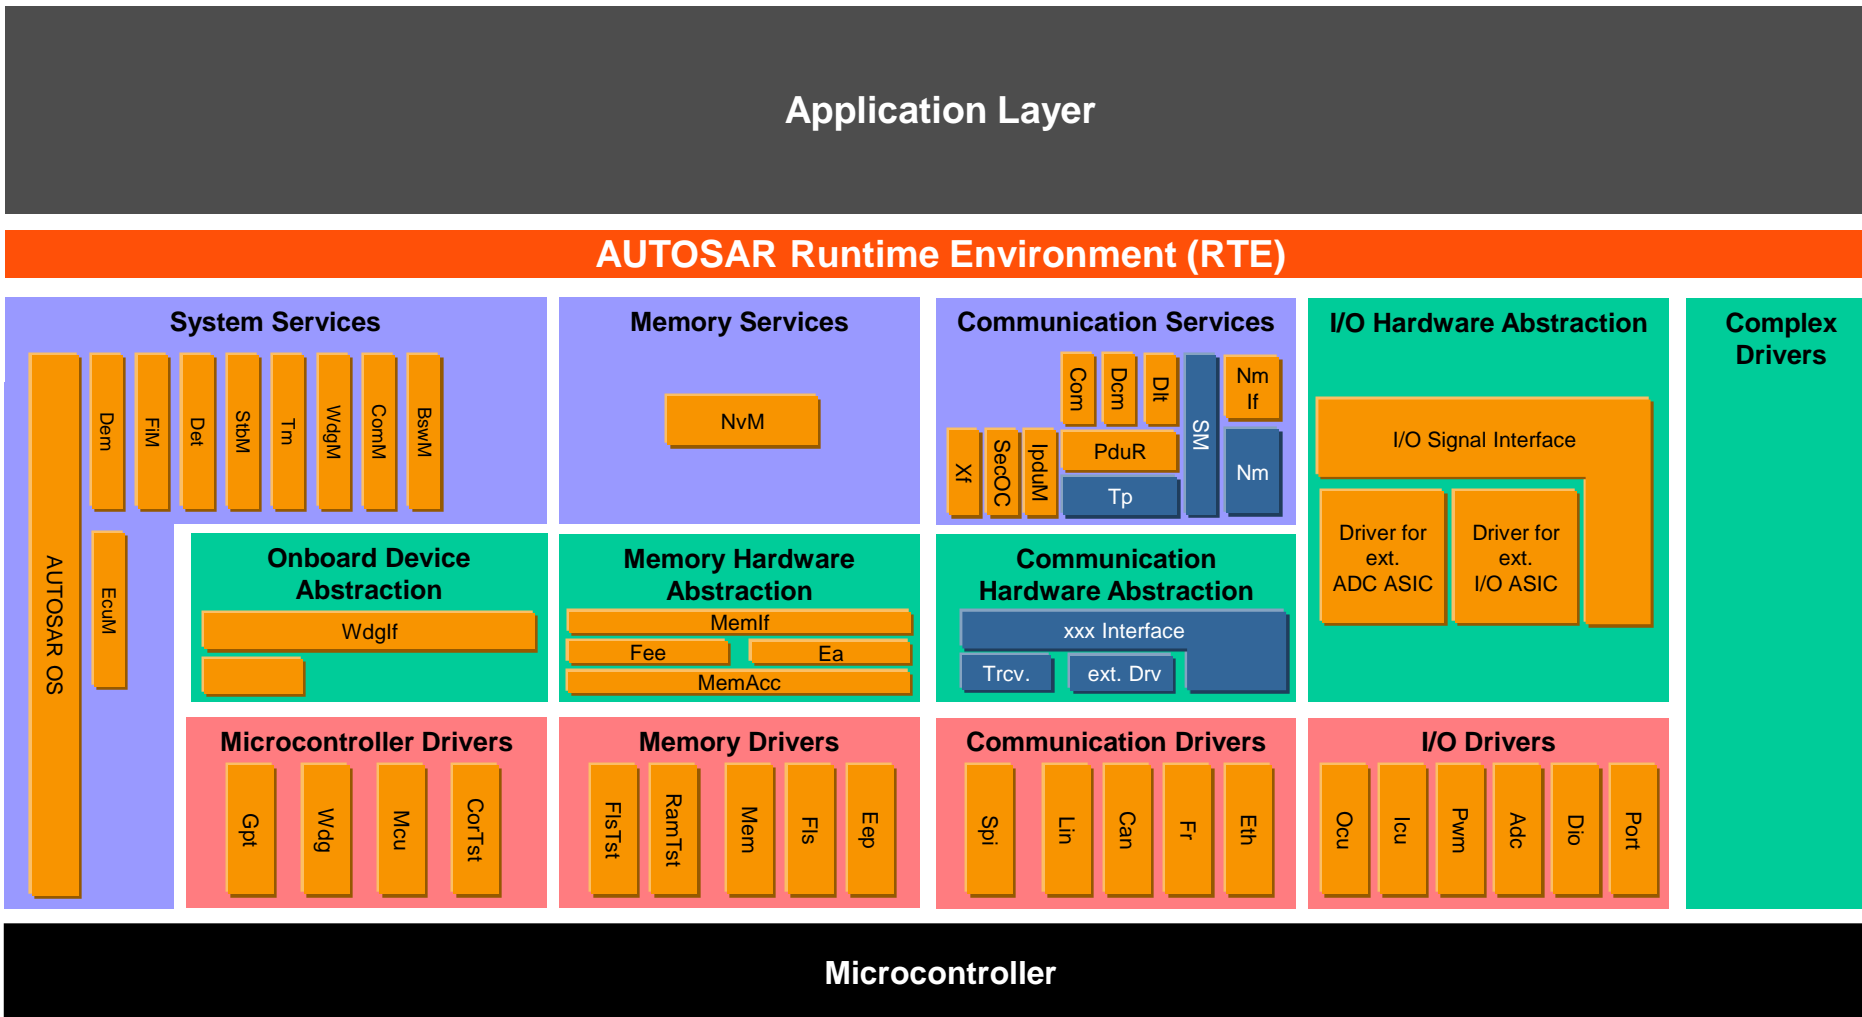 Application Layer
AUTOSAR Runtime Environment (RTE)
System Services
AUTOSAR OS
Dem
FiM
Det
StbM
Tm
WdgM
ComM
BswM
EcuM
Memory Services
NvM
Communication Services
Com
Dcm
Dlt
SM
Nm
If
Xf
SecOC
IpduM
PduR
Tp
Nm
I/O Hardware Abstraction
I/O Signal Interface
Driver for
ext.
ADC ASIC
Driver for
ext.
I/O ASIC
Complex
Drivers
Onboard Device
Abstraction
WdgIf
Memory Hardware
Abstraction
MemIf
Fee
Ea
MemAcc
Communication
Hardware Abstraction
xxx Interface
Trcv.
ext. Drv
Microcontroller Drivers
Gpt
Wdg
Mcu
CorTst
Memory Drivers
FlsTst
RamTst
Mem
Fls
Eep
Communication Drivers
Spi
Lin
Can
Fr
Eth
I/O Drivers
Ocu
Icu
Pwm
Adc
Dio
Port
Microcontroller